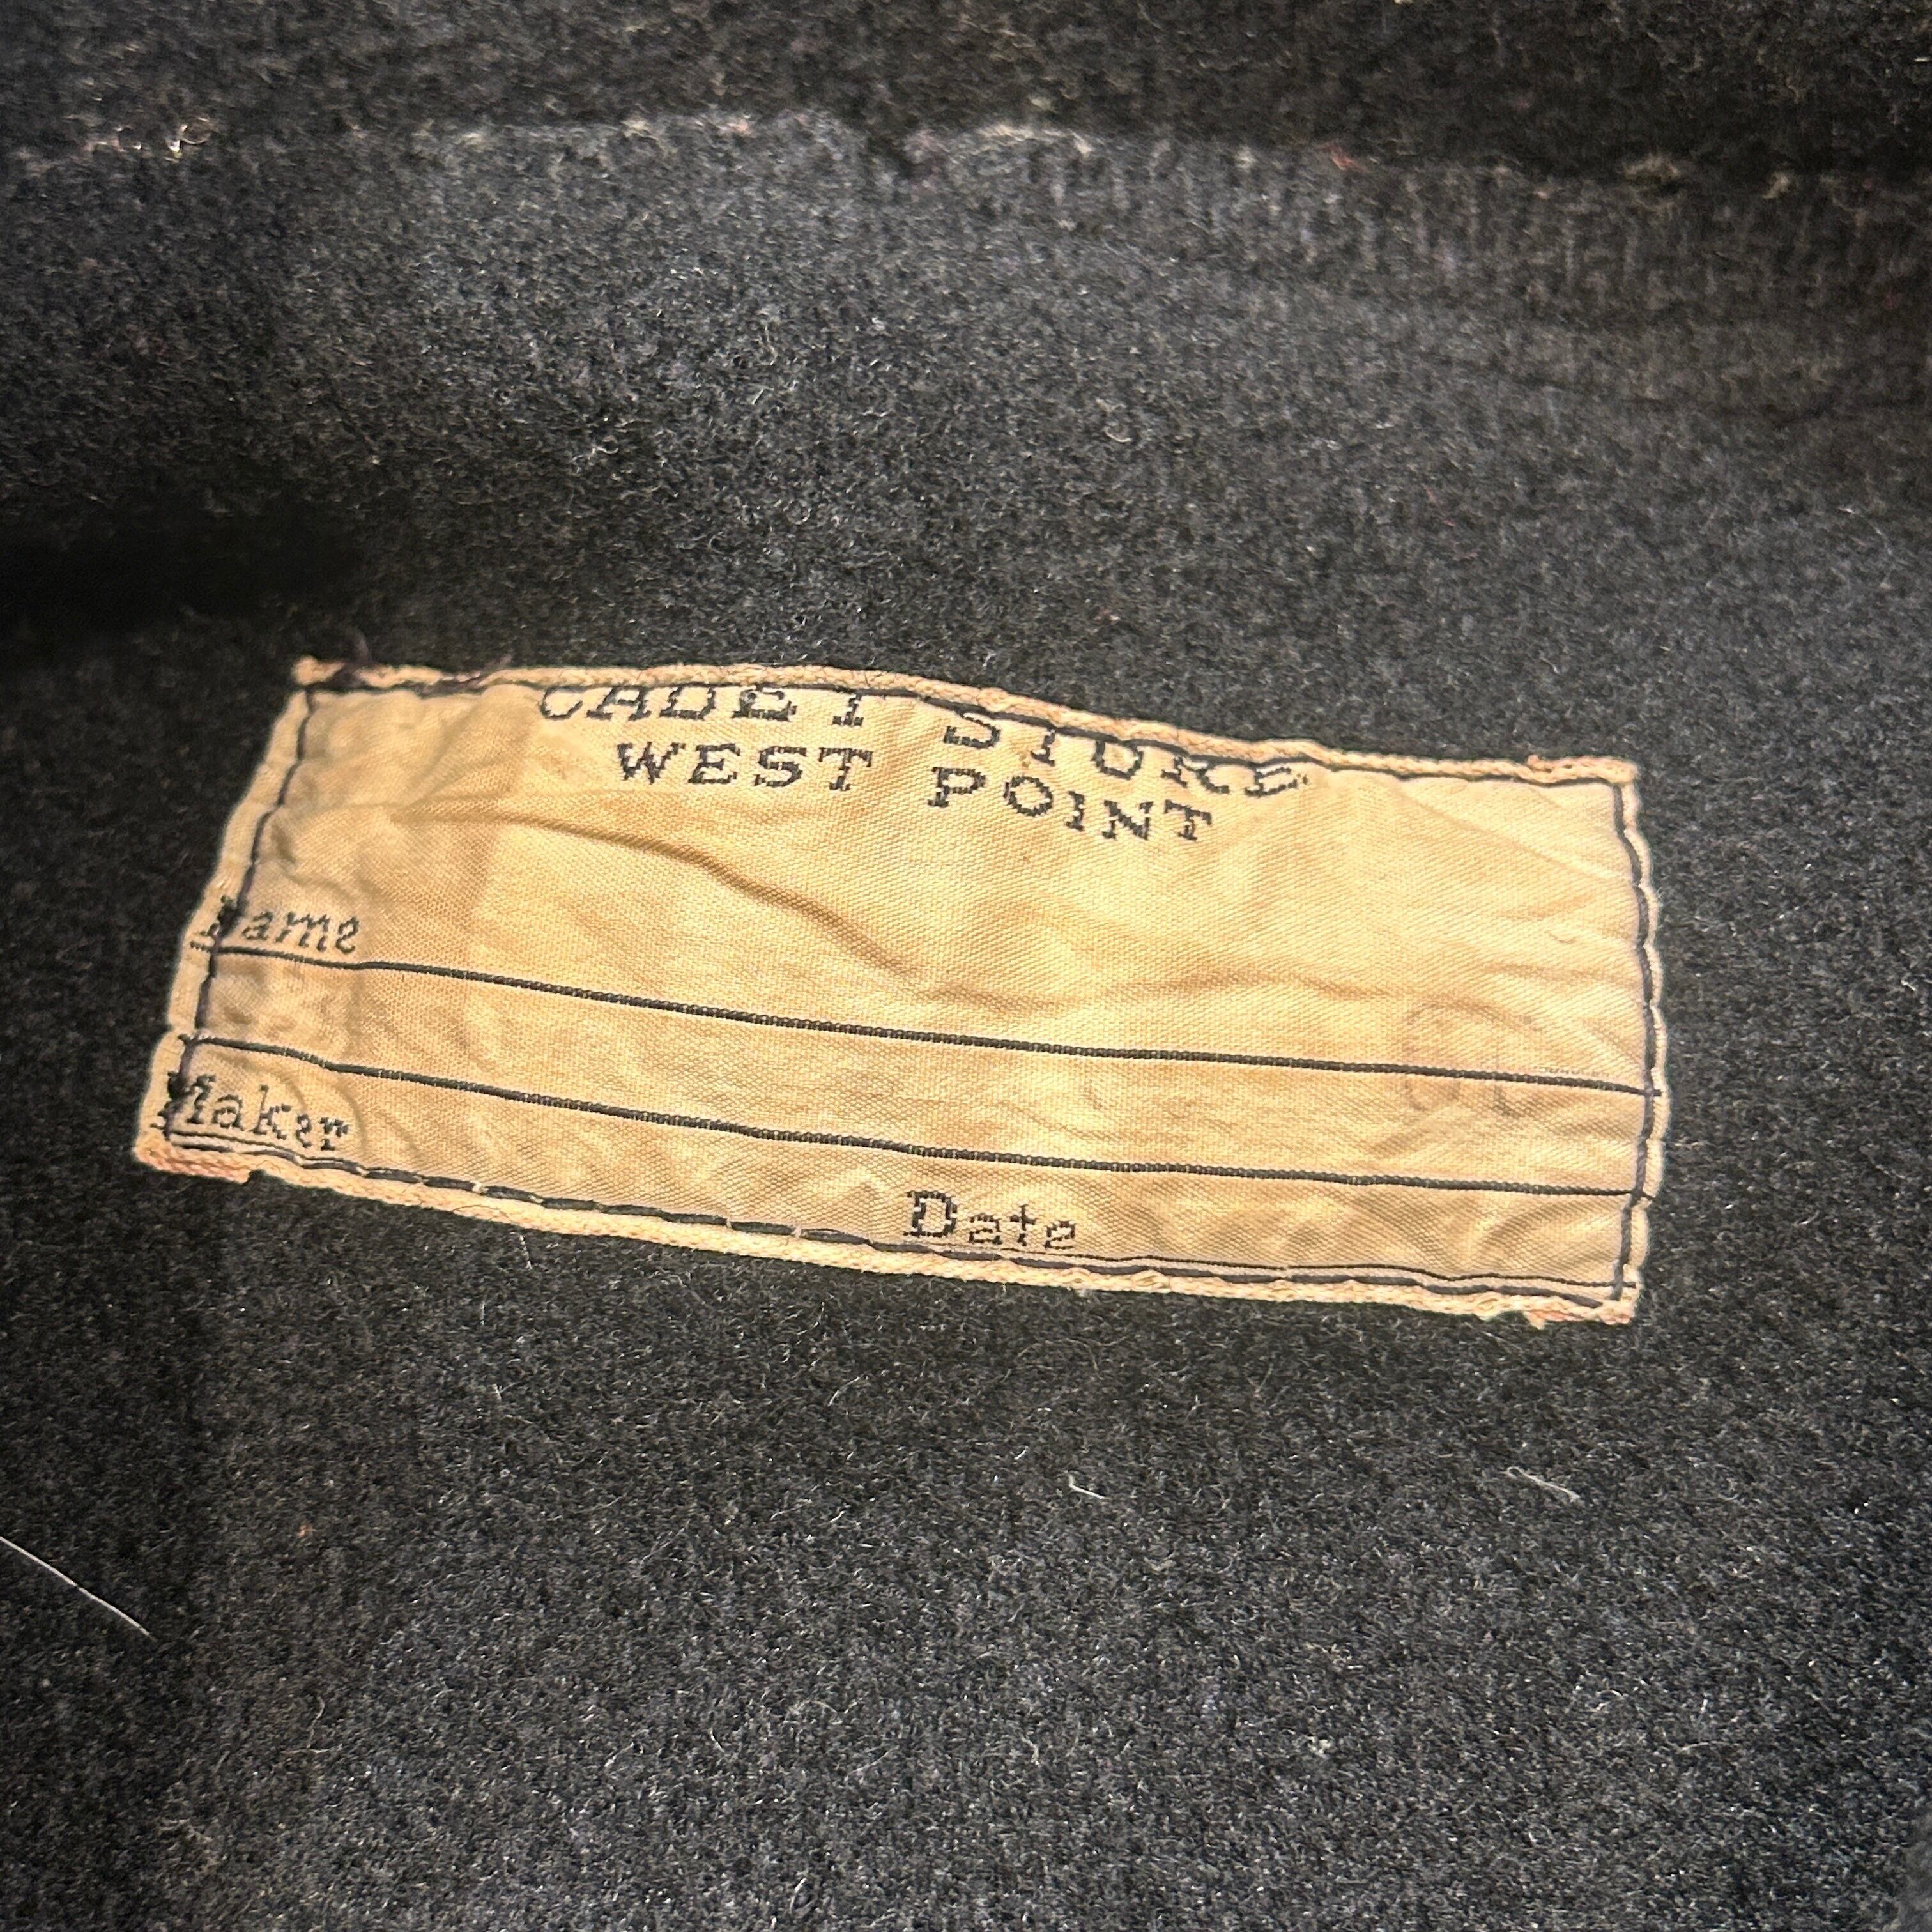 CADET STORE
WEST POINT
Name
Maker
Date